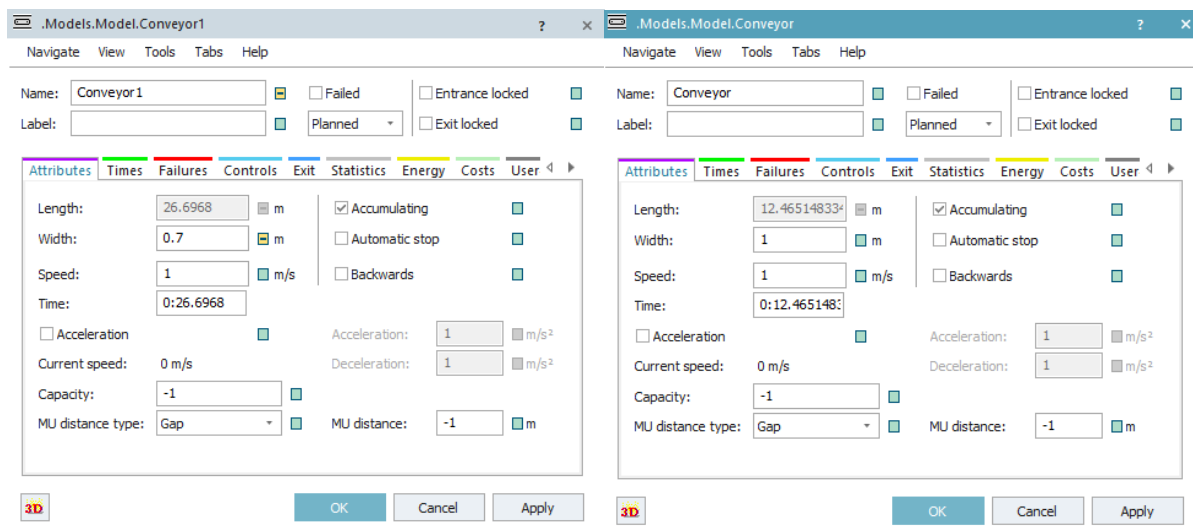 .Models.Model.Conveyor1 ? ×
Navigate View Tools Tabs Help
Name: Conveyor1 Failed Entrance locked
Label: Planned Exit locked
Attributes Times Failures Controls Exit Statistics Energy Costs User
Length: 26.6968 m Accumulating
Width: 0.7 m Automatic stop
Speed: 1 m/s Backwards
Time: 0:26.6968
Acceleration Acceleration: 1 m/s²
Current speed: 0 m/s Deceleration: 1 m/s²
Capacity: -1
MU distance type: Gap MU distance: -1 m
3D OK Cancel Apply
.Models.Model.Conveyor ? ×
Navigate View Tools Tabs Help
Name: Conveyor Failed Entrance locked
Label: Planned Exit locked
Attributes Times Failures Controls Exit Statistics Energy Costs User
Length: 12.465148334 m Accumulating
Width: 1 m Automatic stop
Speed: 1 m/s Backwards
Time: 0:12.465148
Acceleration Acceleration: 1 m/s²
Current speed: 0 m/s Deceleration: 1 m/s²
Capacity: -1
MU distance type: Gap MU distance: -1 m
3D OK Cancel Apply